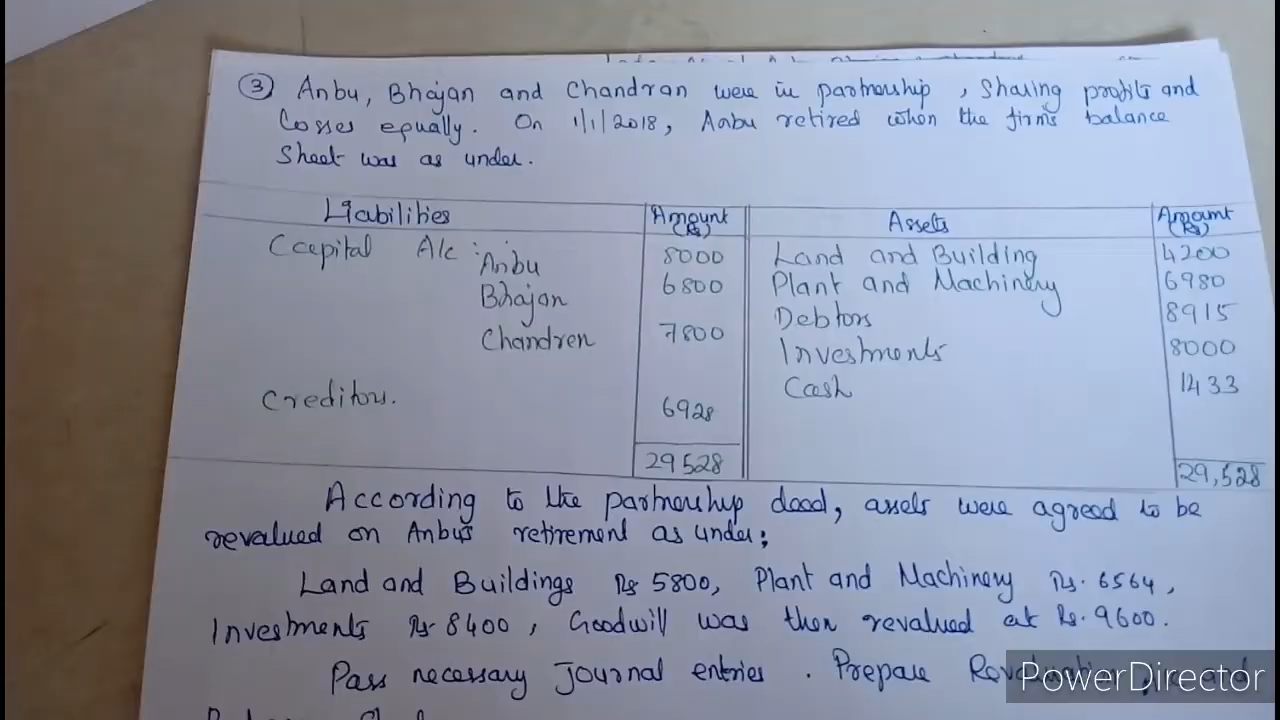 ③ Anbu, Bhajan and Chandran were in partnership, sharing profits and
losses equally. On 1/1/2018, Anbu retired when the firms balance
Sheet was as under.
Liabilities Amount (Rs) Assets Amount (Rs)
Capital A/c : Anbu 8000 Land and Building 4200
Bhajan 6800 Plant and Machinery 6980
Debtors 8915
Chandren 7800 Investments 8000
Creditors. 6928 Cash 1433
29528 29,528
According to the partnership deed, assets were agreed to be
revalued on Anbu's retirement as under;
Land and Buildings Rs 5800, Plant and Machinery Rs. 6564,
Investments Rs 8400, Goodwill was then revalued at Rs. 9600.
Pass necessary Journal entries. Prepare and
PowerDirector